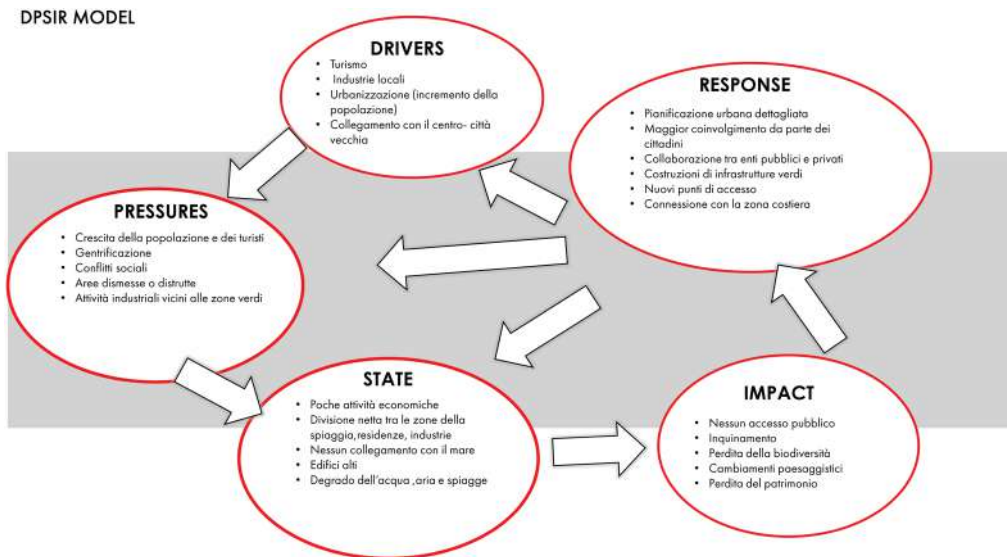 DPSIR MODEL
DRIVERS
• Turismo
• Industrie locali
• Urbanizzazione (incremento della
popolazione)
• Collegamento con il centro- città
vecchia
RESPONSE
• Pianificazione urbana dettagliata
• Maggior coinvolgimento da parte dei
cittadini
• Collaborazione tra enti pubblici e privati
• Costruzioni di infrastrutture verdi
• Nuovi punti di accesso
• Connessione con la zona costiera
PRESSURES
• Crescita della popolazione e dei turisti
• Gentrificazione
• Conflitti sociali
• Aree dismesse o distrutte
• Attività industriali vicini alle zone verdi
STATE
• Poche attività economiche
• Divisione netta tra le zone della
spiaggia,residenze, industrie
• Nessun collegamento con il mare
• Edifici alti
• Degrado dell'acqua ,aria e spiagge
IMPACT
• Nessun accesso pubblico
• Inquinamento
• Perdita della biodiversità
• Cambiamenti paesaggistici
• Perdita del patrimonio